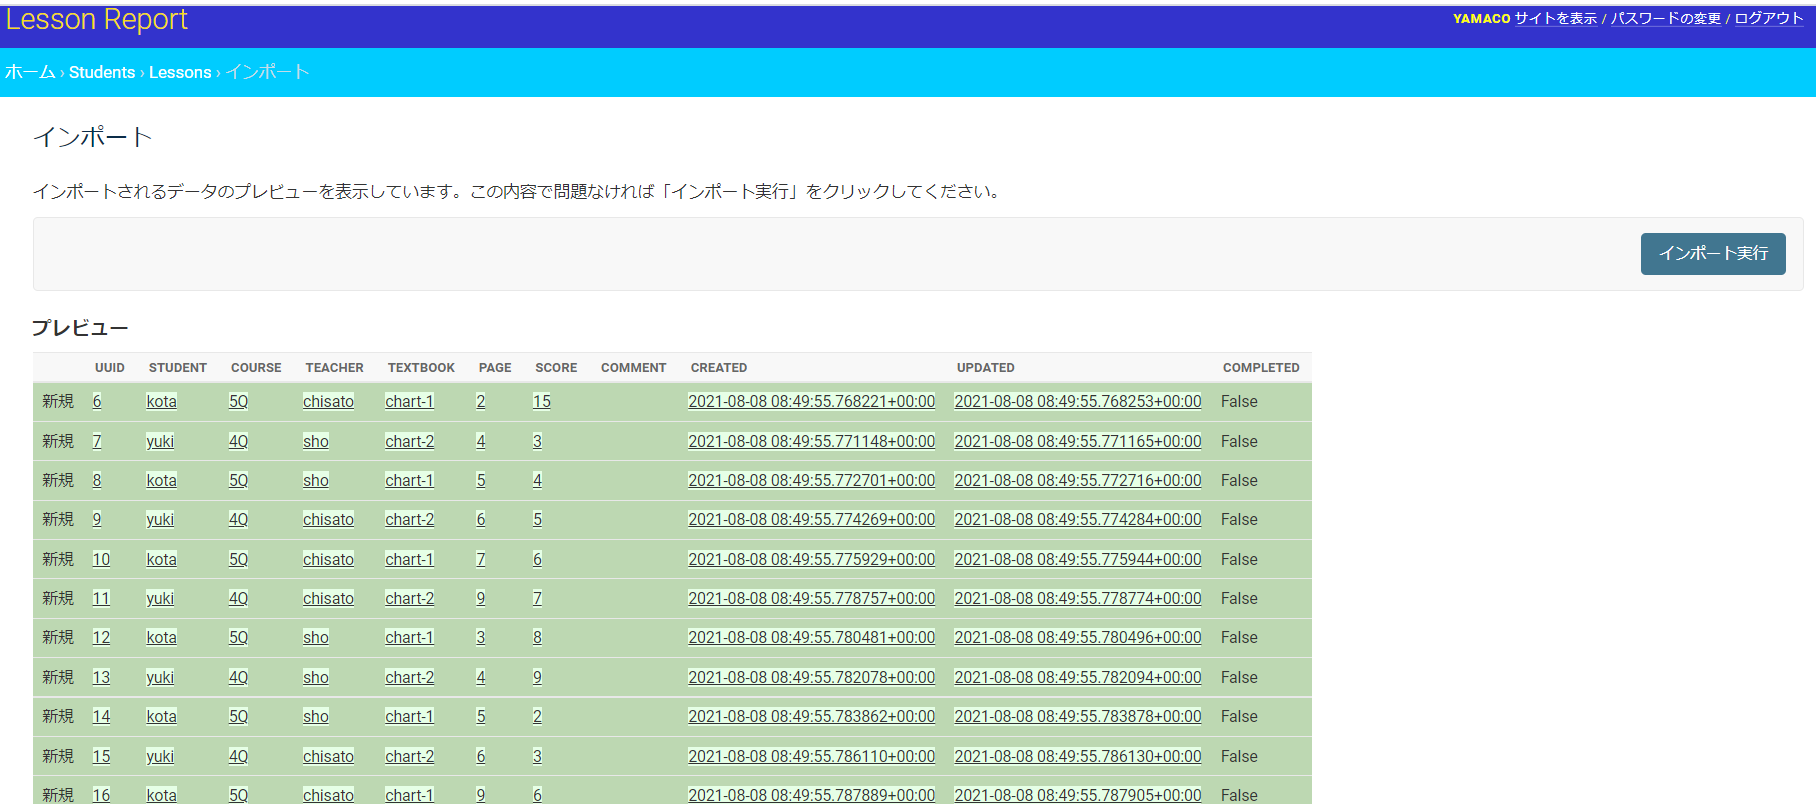 Lesson Report
YAMACO サイトを表示 / パスワードの変更 / ログアウト
ホーム › Students › Lessons › インポート
インポート
インポートされるデータのプレビューを表示しています。この内容で問題なければ「インポート実行」をクリックしてください。
インポート実行
プレビュー
UUID STUDENT COURSE TEACHER TEXTBOOK PAGE SCORE COMMENT CREATED UPDATED COMPLETED
新規 6 kota 5Q chisato chart-1 2 15 2021-08-08 08:49:55.768221+00:00 2021-08-08 08:49:55.768253+00:00 False
新規 7 yuki 4Q sho chart-2 4 3 2021-08-08 08:49:55.771148+00:00 2021-08-08 08:49:55.771165+00:00 False
新規 8 kota 5Q sho chart-1 5 4 2021-08-08 08:49:55.772701+00:00 2021-08-08 08:49:55.772716+00:00 False
新規 9 yuki 4Q chisato chart-2 6 5 2021-08-08 08:49:55.774269+00:00 2021-08-08 08:49:55.774284+00:00 False
新規 10 kota 5Q chisato chart-1 7 6 2021-08-08 08:49:55.775929+00:00 2021-08-08 08:49:55.775944+00:00 False
新規 11 yuki 4Q chisato chart-2 9 7 2021-08-08 08:49:55.778757+00:00 2021-08-08 08:49:55.778774+00:00 False
新規 12 kota 5Q sho chart-1 3 8 2021-08-08 08:49:55.780481+00:00 2021-08-08 08:49:55.780496+00:00 False
新規 13 yuki 4Q sho chart-2 4 9 2021-08-08 08:49:55.782078+00:00 2021-08-08 08:49:55.782094+00:00 False
新規 14 kota 5Q sho chart-1 5 2 2021-08-08 08:49:55.783862+00:00 2021-08-08 08:49:55.783878+00:00 False
新規 15 yuki 4Q chisato chart-2 6 3 2021-08-08 08:49:55.786110+00:00 2021-08-08 08:49:55.786130+00:00 False
新規 16 kota 5Q chisato chart-1 9 6 2021-08-08 08:49:55.787889+00:00 2021-08-08 08:49:55.787905+00:00 False